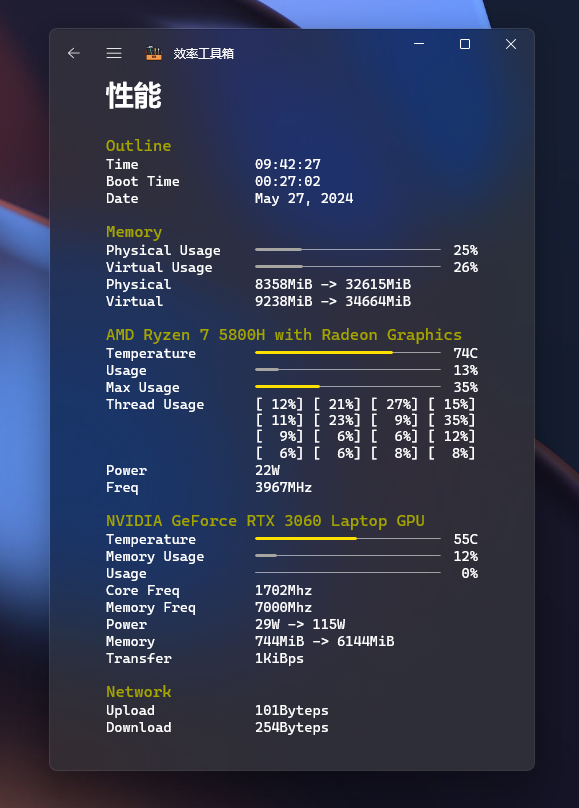 效率工具箱
性能
Outline
Time 09:42:27
Boot Time 00:27:02
Date May 27, 2024
Memory
Physical Usage 25%
Virtual Usage 26%
Physical 8358MiB -> 32615MiB
Virtual 9238MiB -> 34664MiB
AMD Ryzen 7 5800H with Radeon Graphics
Temperature 74C
Usage 13%
Max Usage 35%
Thread Usage [ 12%] [ 21%] [ 27%] [ 15%]
[ 11%] [ 23%] [  9%] [ 35%]
[  9%] [  6%] [  6%] [ 12%]
[  6%] [  6%] [  8%] [  8%]
Power 22W
Freq 3967MHz
NVIDIA GeForce RTX 3060 Laptop GPU
Temperature 55C
Memory Usage 12%
Usage 0%
Core Freq 1702Mhz
Memory Freq 7000Mhz
Power 29W -> 115W
Memory 744MiB -> 6144MiB
Transfer 1KiBps
Network
Upload 101Byteps
Download 254Byteps